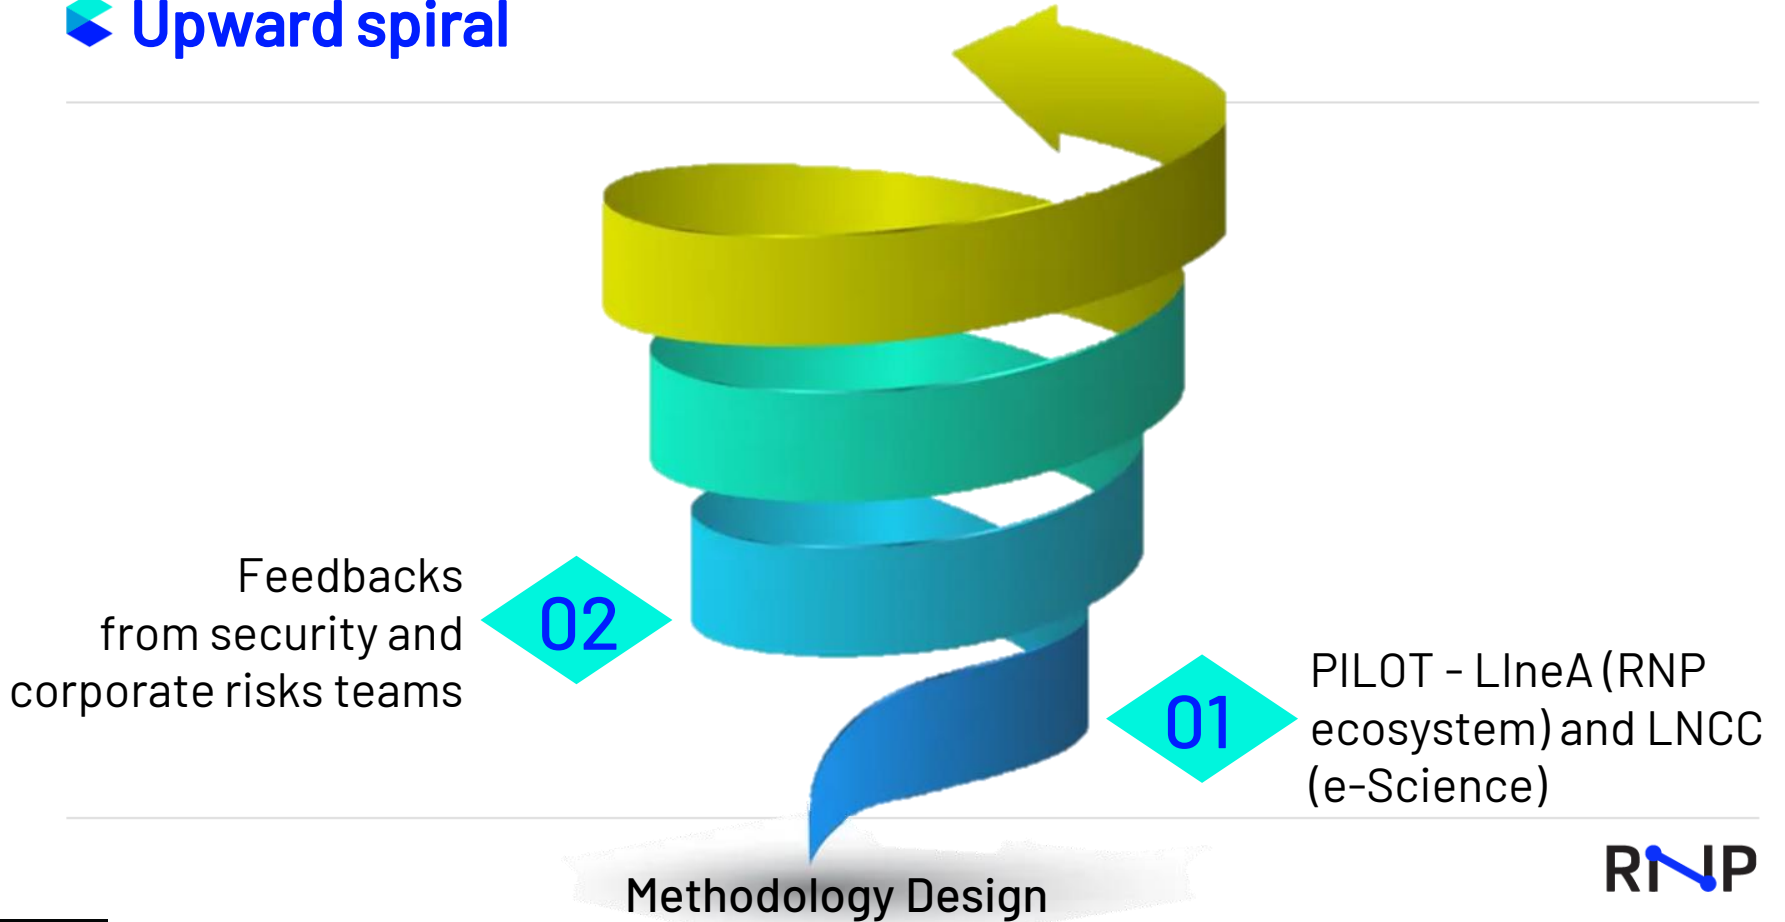 Upward spiral
Feedbacks
from security and
corporate risks teams
02
01
PILOT - LIneA (RNP
ecosystem) and LNCC
(e-Science)
Methodology Design
RNP